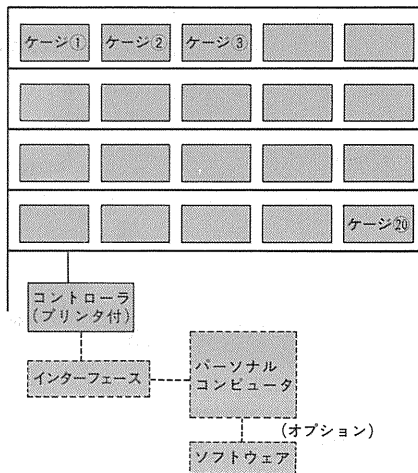 ケージ①
ケージ②
ケージ③
ケージ⑳
コントローラ
(プリンタ付)
インターフェース
パーソナル
コンピュータ
(オプション)
ソフトウェア